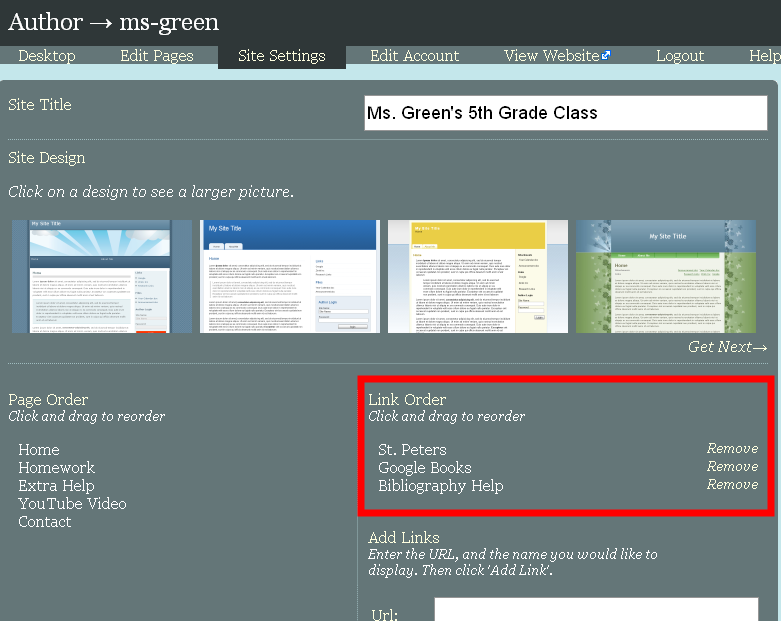 Author → ms-green
Desktop Edit Pages Site Settings Edit Account View Website Logout Help
Site Title
Ms. Green's 5th Grade Class
Site Design
Click on a design to see a larger picture.
My Site Title My Site Title My Site Title My Site Title
Get Next→
Page Order
Click and drag to reorder
Home
Homework
Extra Help
YouTube Video
Contact
Link Order
Click and drag to reorder
St. Peters Remove
Google Books Remove
Bibliography Help Remove
Add Links
Enter the URL, and the name you would like to
display. Then click 'Add Link'.
Url: